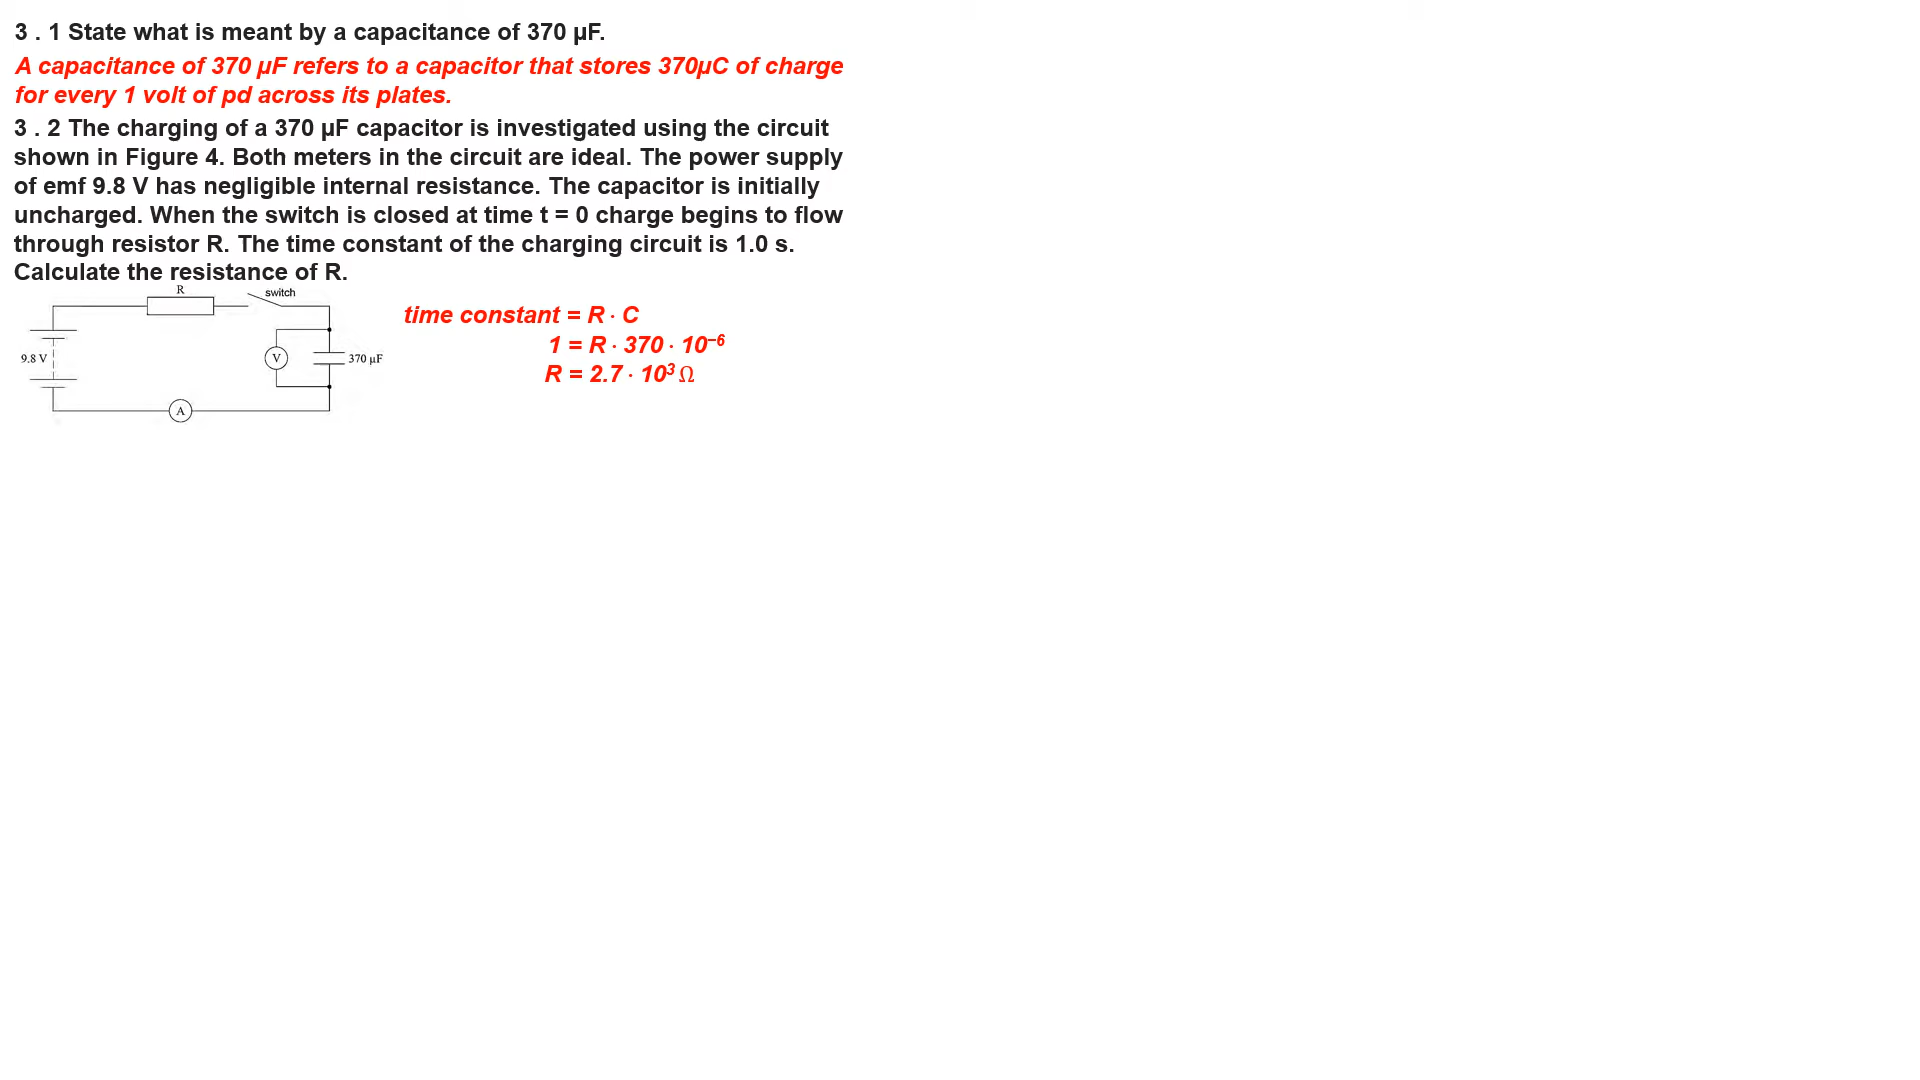 3 . 1 State what is meant by a capacitance of 370 µF.
A capacitance of 370 µF refers to a capacitor that stores 370µC of charge
for every 1 volt of pd across its plates.
3 . 2 The charging of a 370 µF capacitor is investigated using the circuit
shown in Figure 4. Both meters in the circuit are ideal. The power supply
of emf 9.8 V has negligible internal resistance. The capacitor is initially
uncharged. When the switch is closed at time t = 0 charge begins to flow
through resistor R. The time constant of the charging circuit is 1.0 s.
Calculate the resistance of R.
R
switch
9.8 V
V
370 µF
A
time constant = R · C
1 = R · 370 · 10⁻⁶
R = 2.7 · 10³ Ω